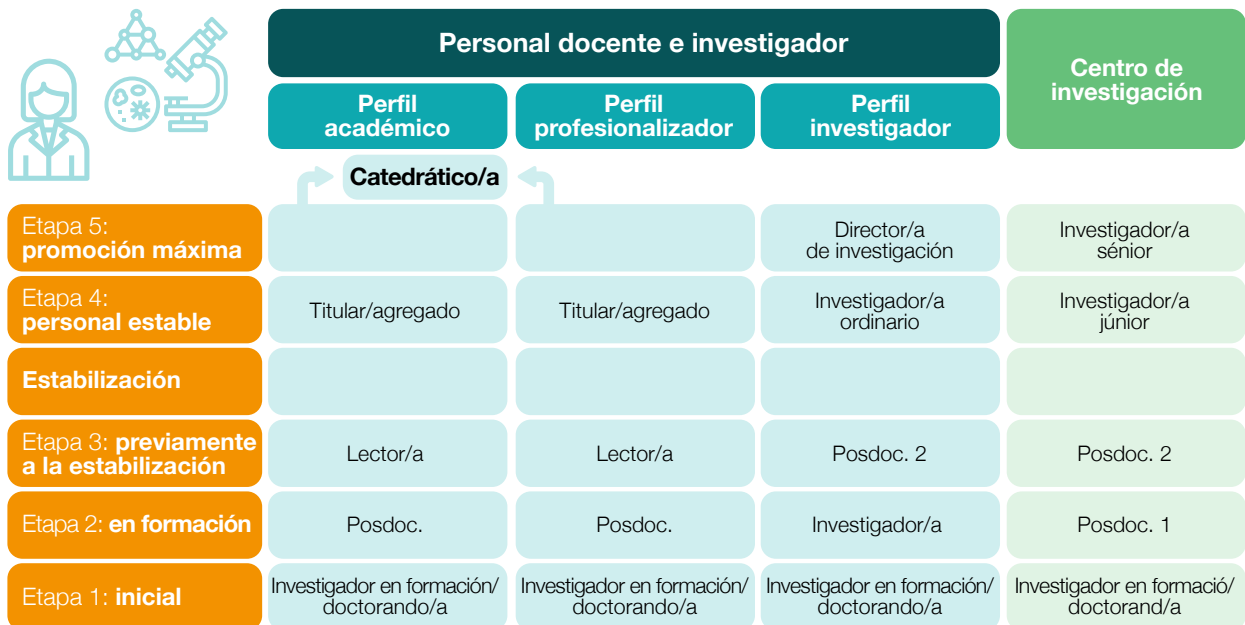 Personal docente e investigador
Centro de
investigación
Perfil
académico
Perfil
profesionalizador
Perfil
investigador
Catedrático/a
Etapa 5:
promoción máxima
Director/a
de investigación
Investigador/a
sénior
Etapa 4:
personal estable
Titular/agregado
Titular/agregado
Investigador/a
ordinario
Investigador/a
júnior
Estabilización
Etapa 3: previamente
a la estabilización
Lector/a
Lector/a
Posdoc. 2
Posdoc. 2
Etapa 2: en formación
Posdoc.
Posdoc.
Investigador/a
Posdoc. 1
Etapa 1: inicial
Investigador en formación/
doctorando/a
Investigador en formación/
doctorando/a
Investigador en formación/
doctorando/a
Investigador en formació/
doctorand/a